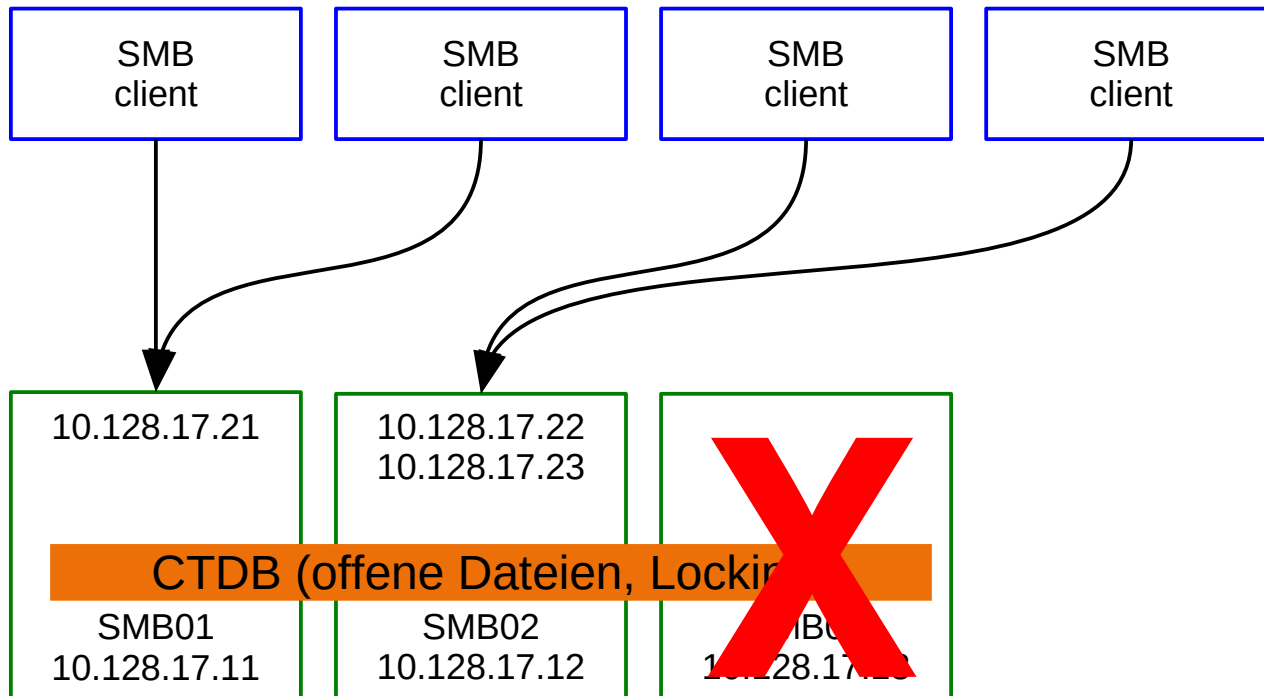 SMB
client
SMB
client
SMB
client
SMB
client
10.128.17.21
10.128.17.22
10.128.17.23
CTDB (offene Dateien,
SMB01
10.128.17.11
SMB02
10.128.17.12